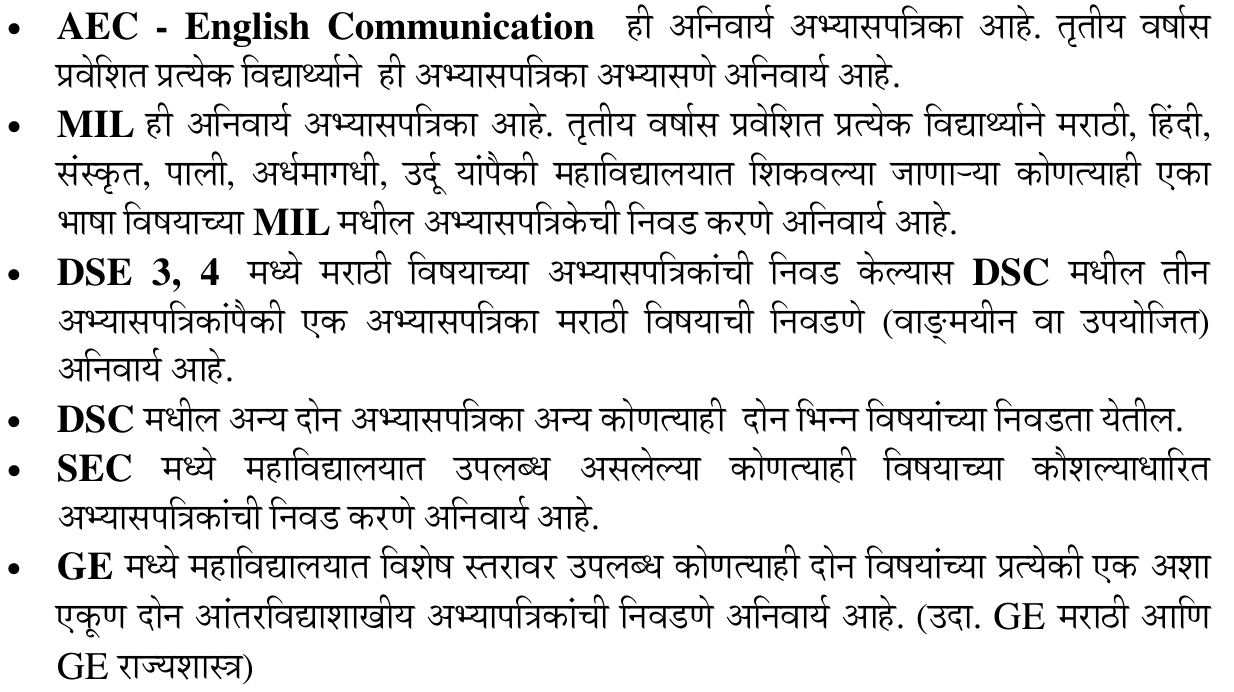 • AEC - English Communication ही अनिवार्य अभ्यासपत्रिका आहे. तृतीय वर्षास
प्रवेशित प्रत्येक विद्यार्थ्याने ही अभ्यासपत्रिका अभ्यासणे अनिवार्य आहे.
• MIL ही अनिवार्य अभ्यासपत्रिका आहे. तृतीय वर्षास प्रवेशित प्रत्येक विद्यार्थ्याने मराठी, हिंदी,
संस्कृत, पाली, अर्धमागधी, उर्दू यांपैकी महाविद्यालयात शिकवल्या जाणाऱ्या कोणत्याही एका
भाषा विषयाच्या MIL मधील अभ्यासपत्रिकेची निवड करणे अनिवार्य आहे.
• DSE 3, 4 मध्ये मराठी विषयाच्या अभ्यासपत्रिकांची निवड केल्यास DSC मधील तीन
अभ्यासपत्रिकांपैकी एक अभ्यासपत्रिका मराठी विषयाची निवडणे (वाङ्मयीन वा उपयोजित)
अनिवार्य आहे.
• DSC मधील अन्य दोन अभ्यासपत्रिका अन्य कोणत्याही दोन भिन्न विषयांच्या निवडता येतील.
• SEC मध्ये महाविद्यालयात उपलब्ध असलेल्या कोणत्याही विषयाच्या कौशल्याधारित
अभ्यासपत्रिकांची निवड करणे अनिवार्य आहे.
• GE मध्ये महाविद्यालयात विशेष स्तरावर उपलब्ध कोणत्याही दोन विषयांच्या प्रत्येकी एक अशा
एकूण दोन आंतरविद्याशाखीय अभ्यापत्रिकांची निवडणे अनिवार्य आहे. (उदा. GE मराठी आणि
GE राज्यशास्त्र)